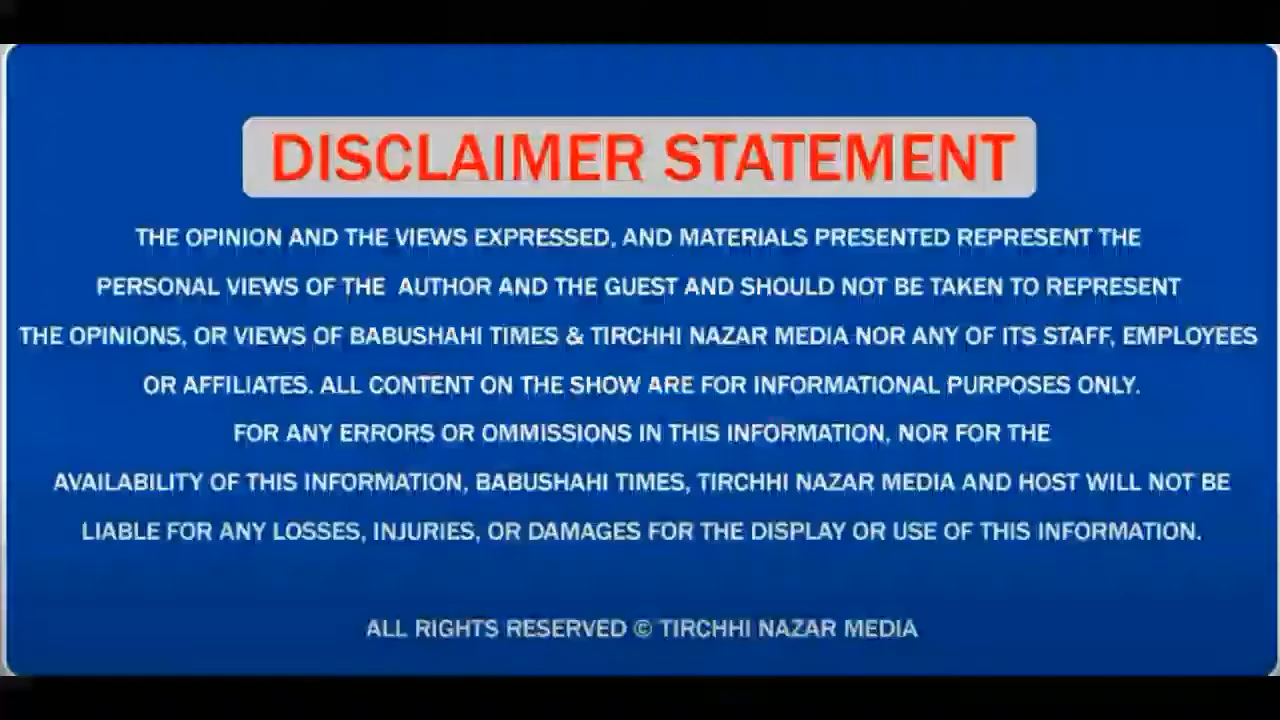 DISCLAIMER STATEMENT
THE OPINION AND THE VIEWS EXPRESSED, AND MATERIALS PRESENTED REPRESENT THE
PERSONAL VIEWS OF THE AUTHOR AND THE GUEST AND SHOULD NOT BE TAKEN TO REPRESENT
THE OPINIONS, OR VIEWS OF BABUSHAHI TIMES & TIRCHHI NAZAR MEDIA NOR ANY OF ITS STAFF, EMPLOYEES
OR AFFILIATES. ALL CONTENT ON THE SHOW ARE FOR INFORMATIONAL PURPOSES ONLY.
FOR ANY ERRORS OR OMMISSIONS IN THIS INFORMATION, NOR FOR THE
AVAILABILITY OF THIS INFORMATION, BABUSHAHI TIMES, TIRCHHI NAZAR MEDIA AND HOST WILL NOT BE
LIABLE FOR ANY LOSSES, INJURIES, OR DAMAGES FOR THE DISPLAY OR USE OF THIS INFORMATION.
ALL RIGHTS RESERVED © TIRCHHI NAZAR MEDIA